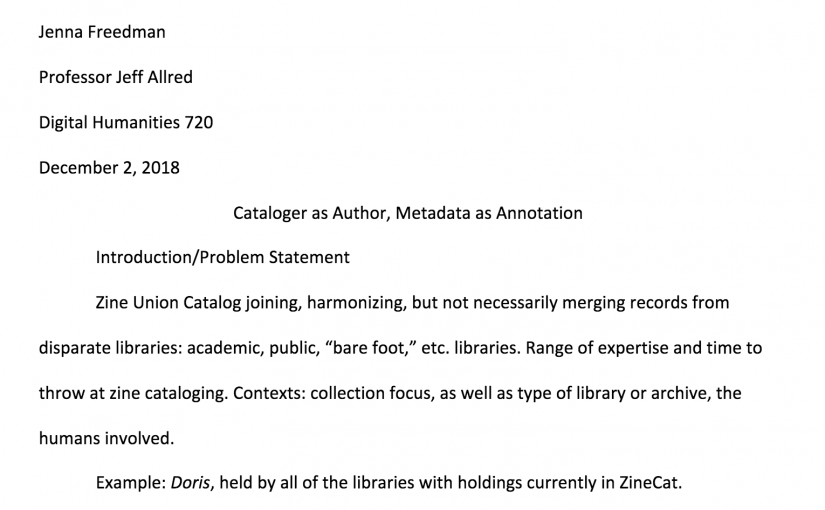 Jenna Freedman
Professor Jeff Allred
Digital Humanities 720
December 2, 2018
Cataloger as Author, Metadata as Annotation
Introduction/Problem Statement
Zine Union Catalog joining, harmonizing, but not necessarily merging records from
disparate libraries: academic, public, “bare foot,” etc. libraries. Range of expertise and time to
throw at zine cataloging. Contexts: collection focus, as well as type of library or archive, the
humans involved.
Example: Doris, held by all of the libraries with holdings currently in ZineCat.